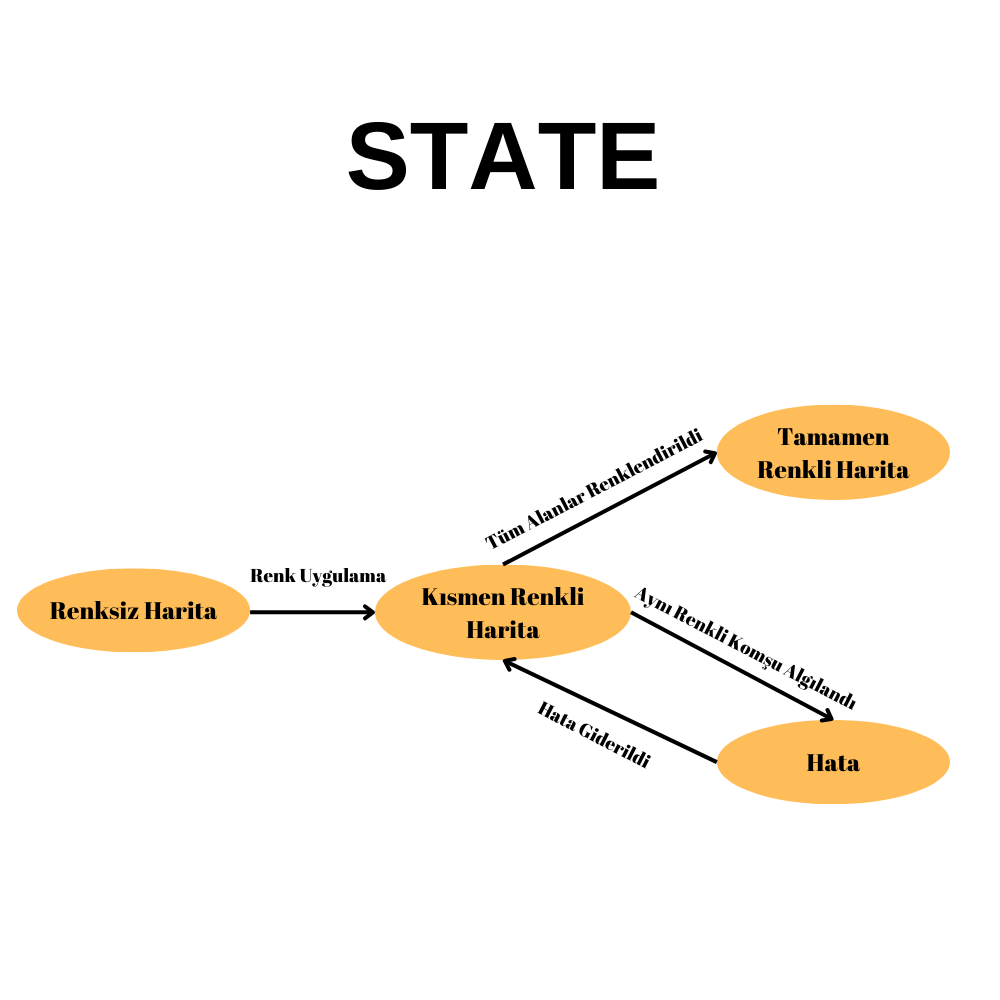 STATE
Tamamen
Renkli Harita
Tüm Alanlar Renklendirildi
Renk Uygulama
Renksiz Harita
Kısmen Renkli
Harita
Aynı Renkli Komşu Algılandı
Hata Giderildi
Hata